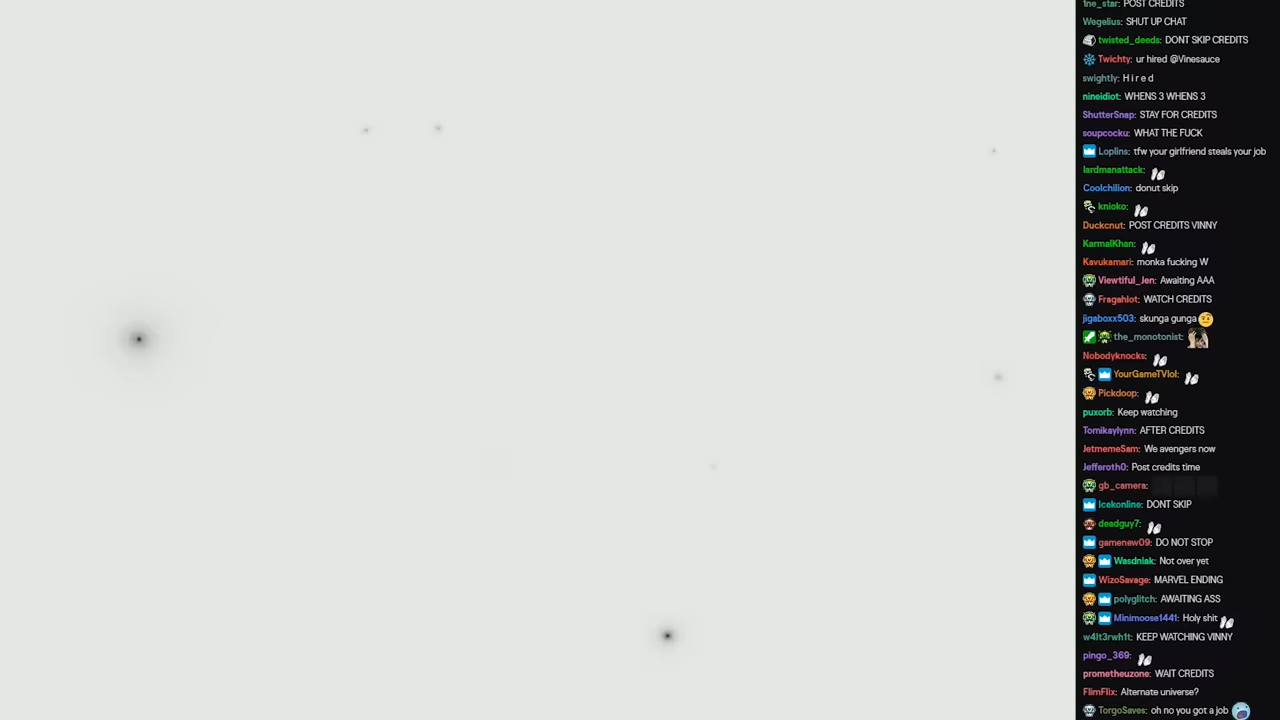 1ne_star: POST CREDITS
Wegelius: SHUT UP CHAT
twisted_deeds: DONT SKIP CREDITS
Twichty: ur hired @Vinesauce
swightly: H i r e d
nineidiot: WHENS 3 WHENS 3
ShutterSnap: STAY FOR CREDITS
soupcocku: WHAT THE FUCK
Loplins: tfw your girlfriend steals your job
lardmanattack:
Coolchilion: donut skip
knioko:
Duckcnut: POST CREDITS VINNY
KarmalKhan:
Kavukamari: monka fucking W
Viewtiful_Jen: Awaiting AAA
Fragahlot: WATCH CREDITS
jigaboxx503: skunga gunga
the_monotonist:
Nobodyknocks:
YourGameTVlol:
Pickdoop:
puxorb: Keep watching
Tomikaylynn: AFTER CREDITS
JetmemeSam: We avengers now
Jefferoth0: Post credits time
gb_camera:
Icekonline: DONT SKIP
deadguy7:
gamenew09: DO NOT STOP
Wasdniak: Not over yet
WizoSavage: MARVEL ENDING
polyglitch: AWAITING ASS
Minimoose1441: Holy shit
w4lt3rwh1t: KEEP WATCHING VINNY
pingo_369:
prometheuzone: WAIT CREDITS
FlimFlix: Alternate universe?
TorgoSaves: oh no you got a job